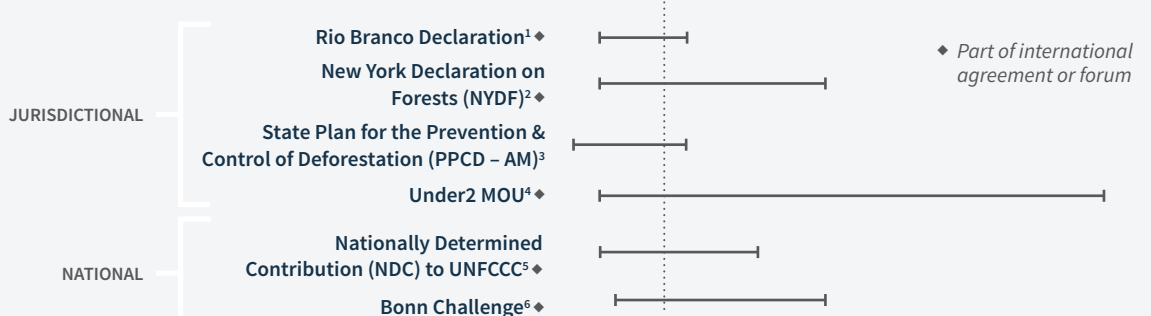 Rio Branco Declaration¹ ◆
◆ Part of international
agreement or forum
New York Declaration on
Forests (NYDF)² ◆
JURISDICTIONAL
State Plan for the Prevention &
Control of Deforestation (PPCD – AM)³
Under2 MOU⁴ ◆
Nationally Determined
Contribution (NDC) to UNFCCC⁵ ◆
NATIONAL
Bonn Challenge⁶ ◆